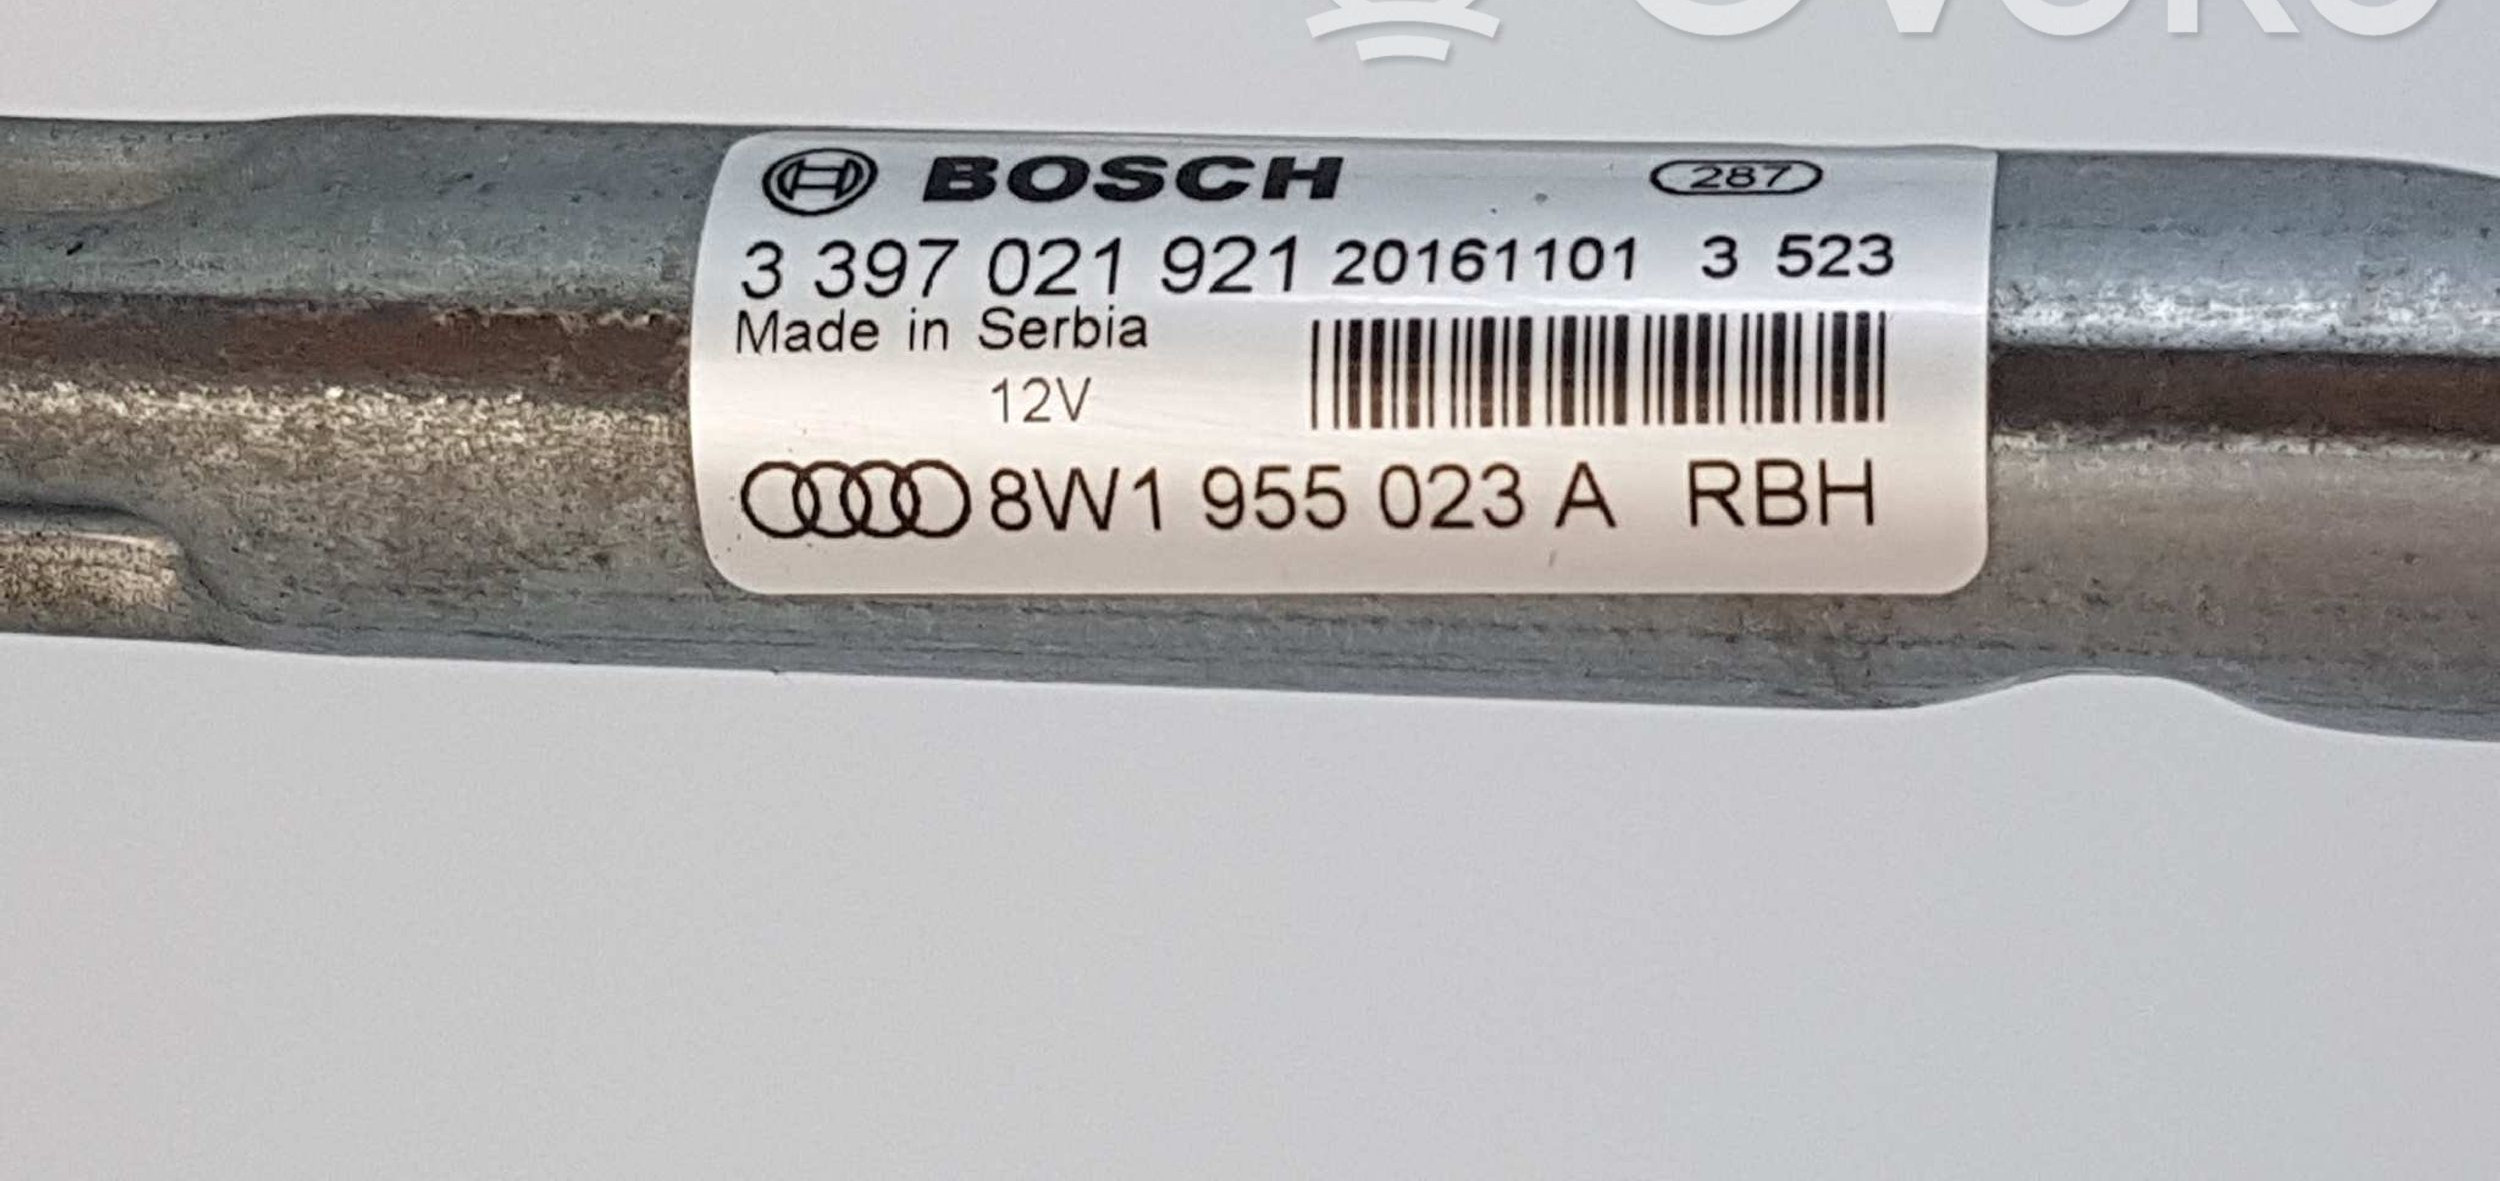 BOSCH 287
3 397 021 921 20161101 3 523
Made in Serbia
12V
8W1 955 023 A RBH